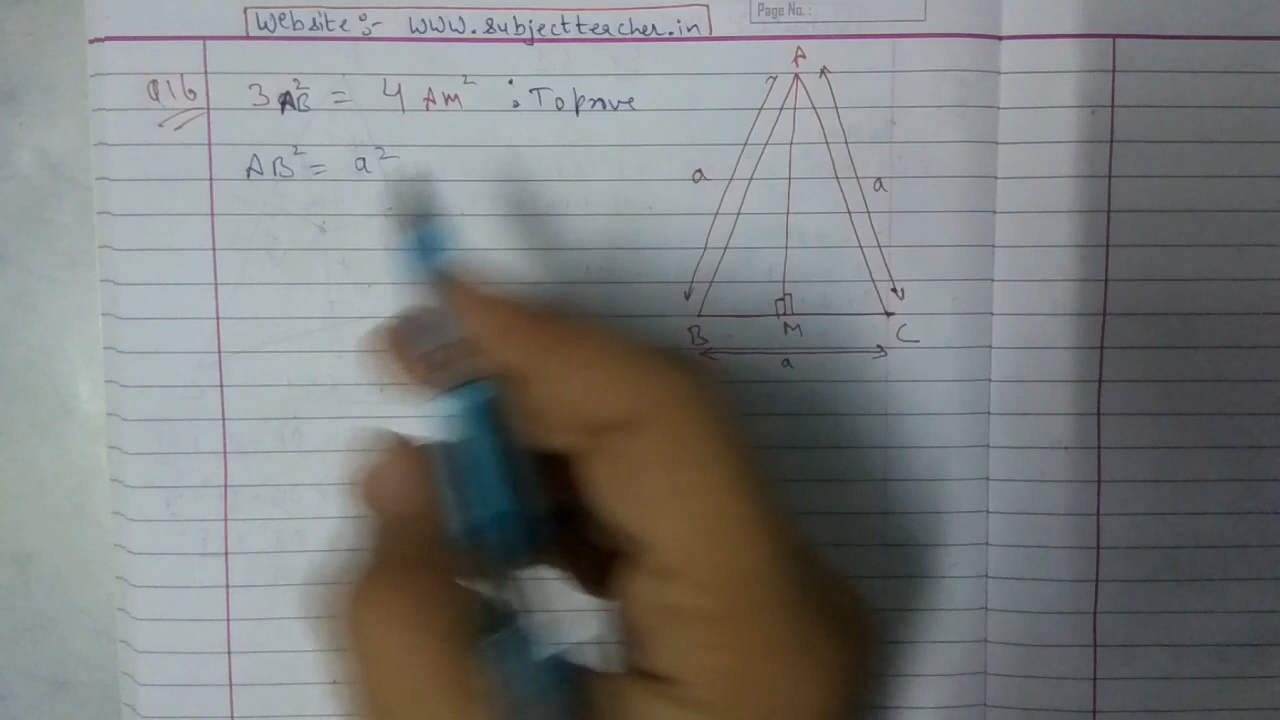 Website :- www.subjectteacher.in
Page No. :
Q16
3AB² = 4 AM² : To prove
AB² = a²
A
a
a
B
M
C
a